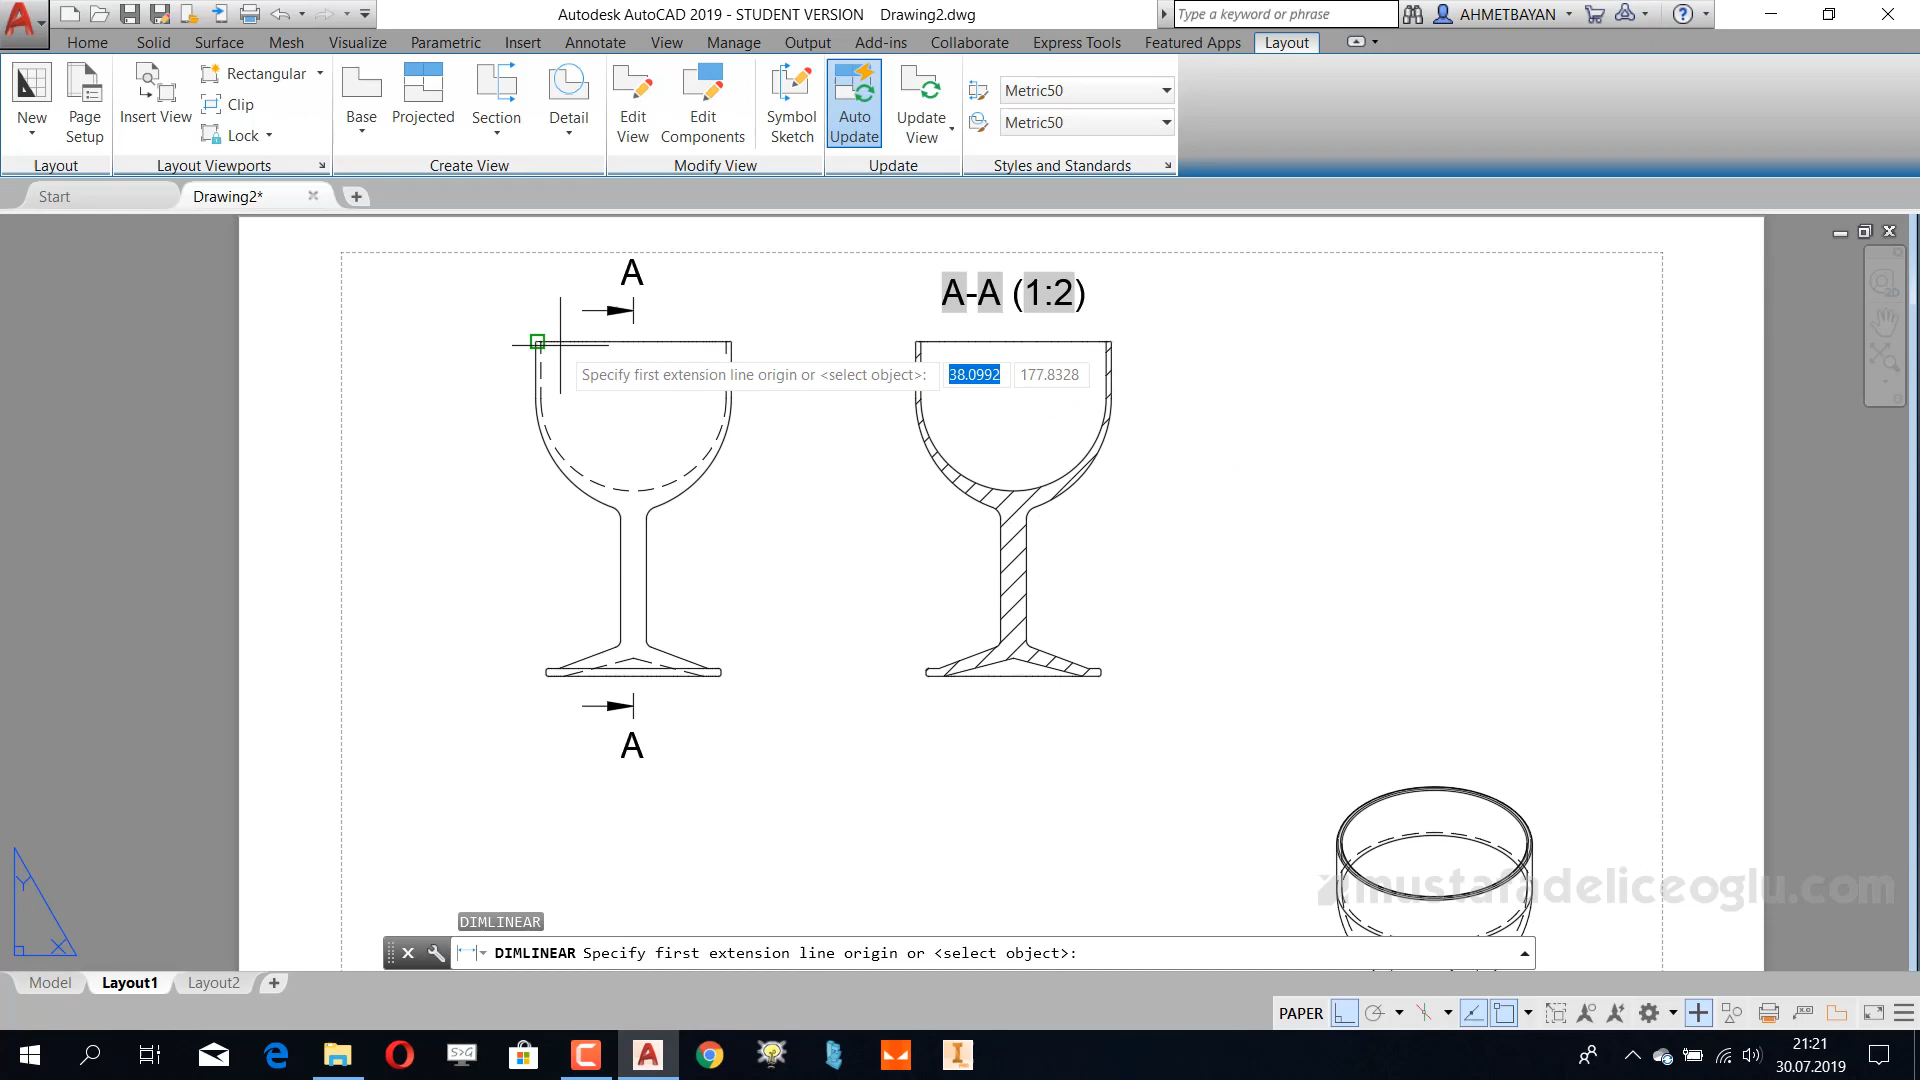 Autodesk AutoCAD 2019 - STUDENT VERSION Drawing2.dwg
Type a keyword or phrase
AHMETBAYAN
Home Solid Surface Mesh Visualize Parametric Insert Annotate View Manage Output Add-ins Collaborate Express Tools Featured Apps Layout
New
Page Setup
Insert View
Rectangular
Clip
Lock
Base
Projected
Section
Detail
Edit View
Edit Components
Symbol Sketch
Auto Update
Update View
Metric50
Metric50
Layout Layout Viewports Create View Modify View Update Styles and Standards
Start Drawing2*
A
A-A (1:2)
Specify first extension line origin or <select object>: 38.0992 177.8328
A
Y
X
mustafadeliceoglu.com
DIMLINEAR
DIMLINEAR Specify first extension line origin or <select object>:
Model Layout1 Layout2
PAPER
21:21
30.07.2019